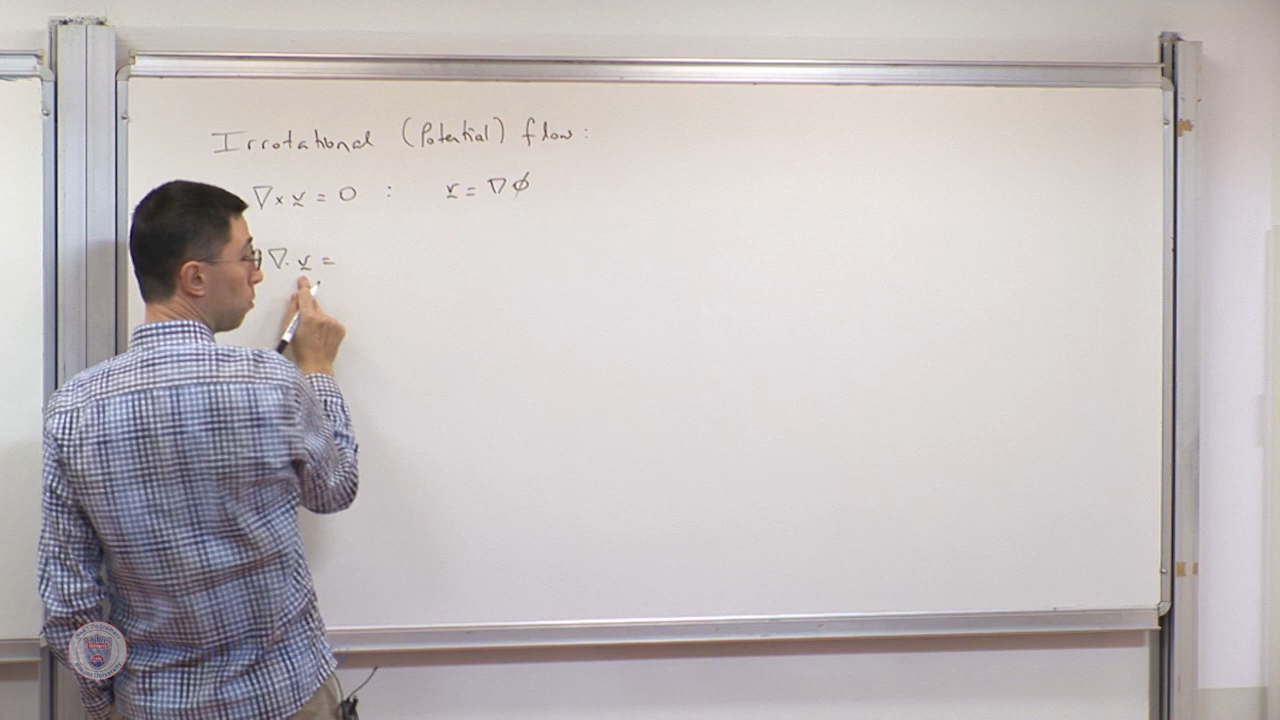 Irrotational (Potential) flow:
∇ × v = 0 : v = ∇ϕ
∇. v =